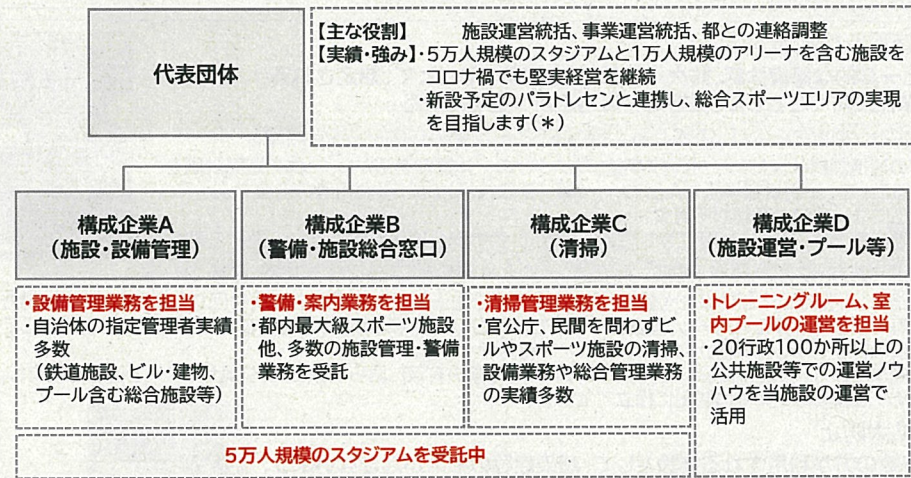 代表団体
【主な役割】　施設運営統括、事業運営統括、都との連絡調整
【実績・強み】・5万人規模のスタジアムと1万人規模のアリーナを含む施設を
コロナ禍でも堅実経営を継続
・新設予定のパラトレセンと連携し、総合スポーツエリアの実現
を目指します(＊)
構成企業A
(施設・設備管理)
・設備管理業務を担当
・自治体の指定管理者実績
多数
(鉄道施設、ビル・建物、
プール含む総合施設等)
構成企業B
(警備・施設総合窓口)
・警備・案内業務を担当
・都内最大級スポーツ施設
他、多数の施設管理・警備
業務を受託
構成企業C
(清掃)
・清掃管理業務を担当
・官公庁、民間を問わずビ
ルやスポーツ施設の清掃、
設備業務や総合管理業務
の実績多数
構成企業D
(施設運営・プール等)
・トレーニングルーム、室
内プールの運営を担当
・20行政100か所以上の
公共施設等での運営ノウ
ハウを当施設の運営で
活用
5万人規模のスタジアムを受託中